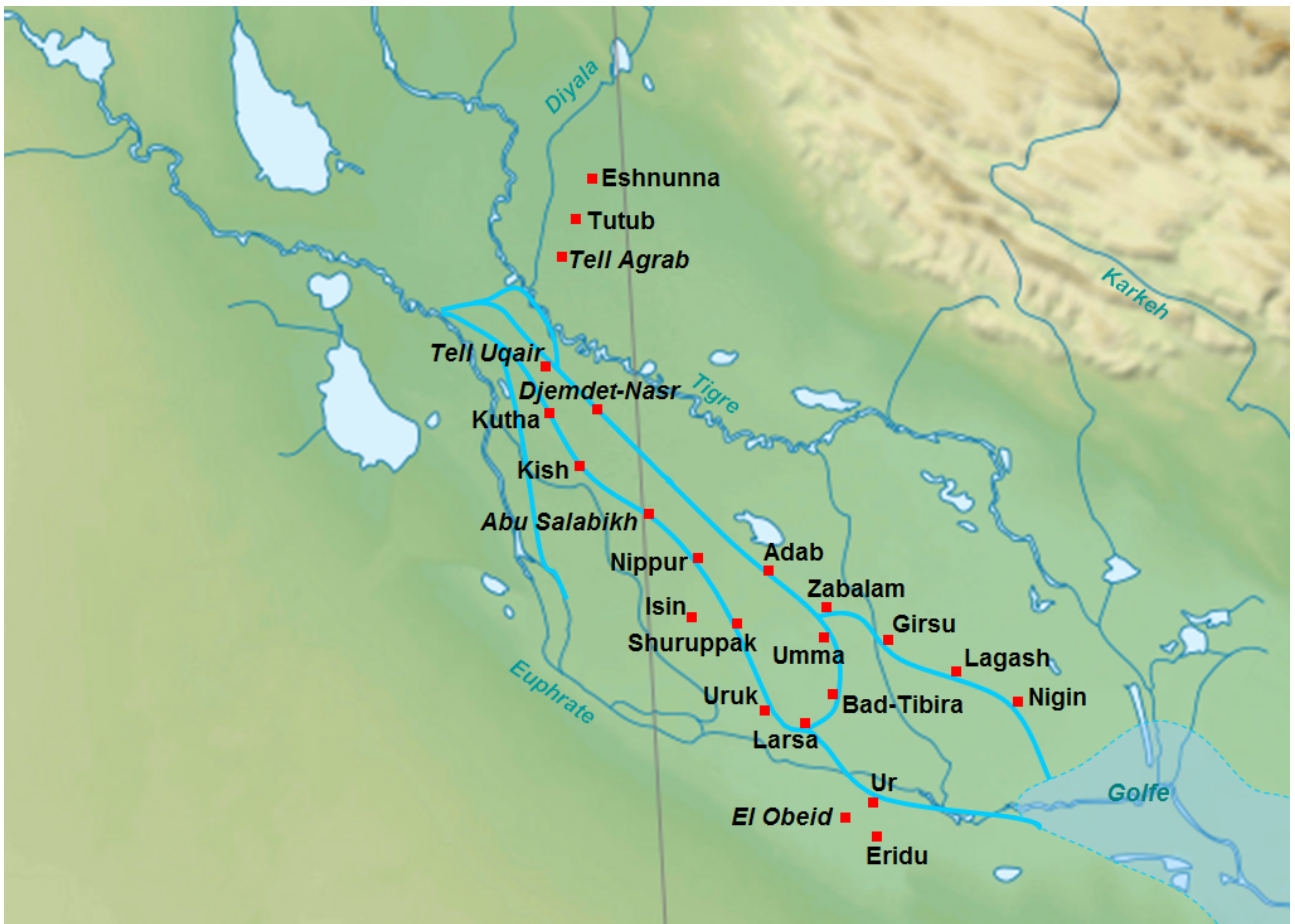 Diyala
Eshnunna
Tutub
Tell Agrab
Karkeh
Tell Uqair
Tigre
Djemdet-Nasr
Kutha
Kish
Abu Salabikh
Nippur
Adab
Zabalam
Isin
Girsu
Shuruppak
Umma
Lagash
Euphrate
Uruk
Bad-Tibira
Nigin
Larsa
Ur
Golfe
El Obeid
Eridu